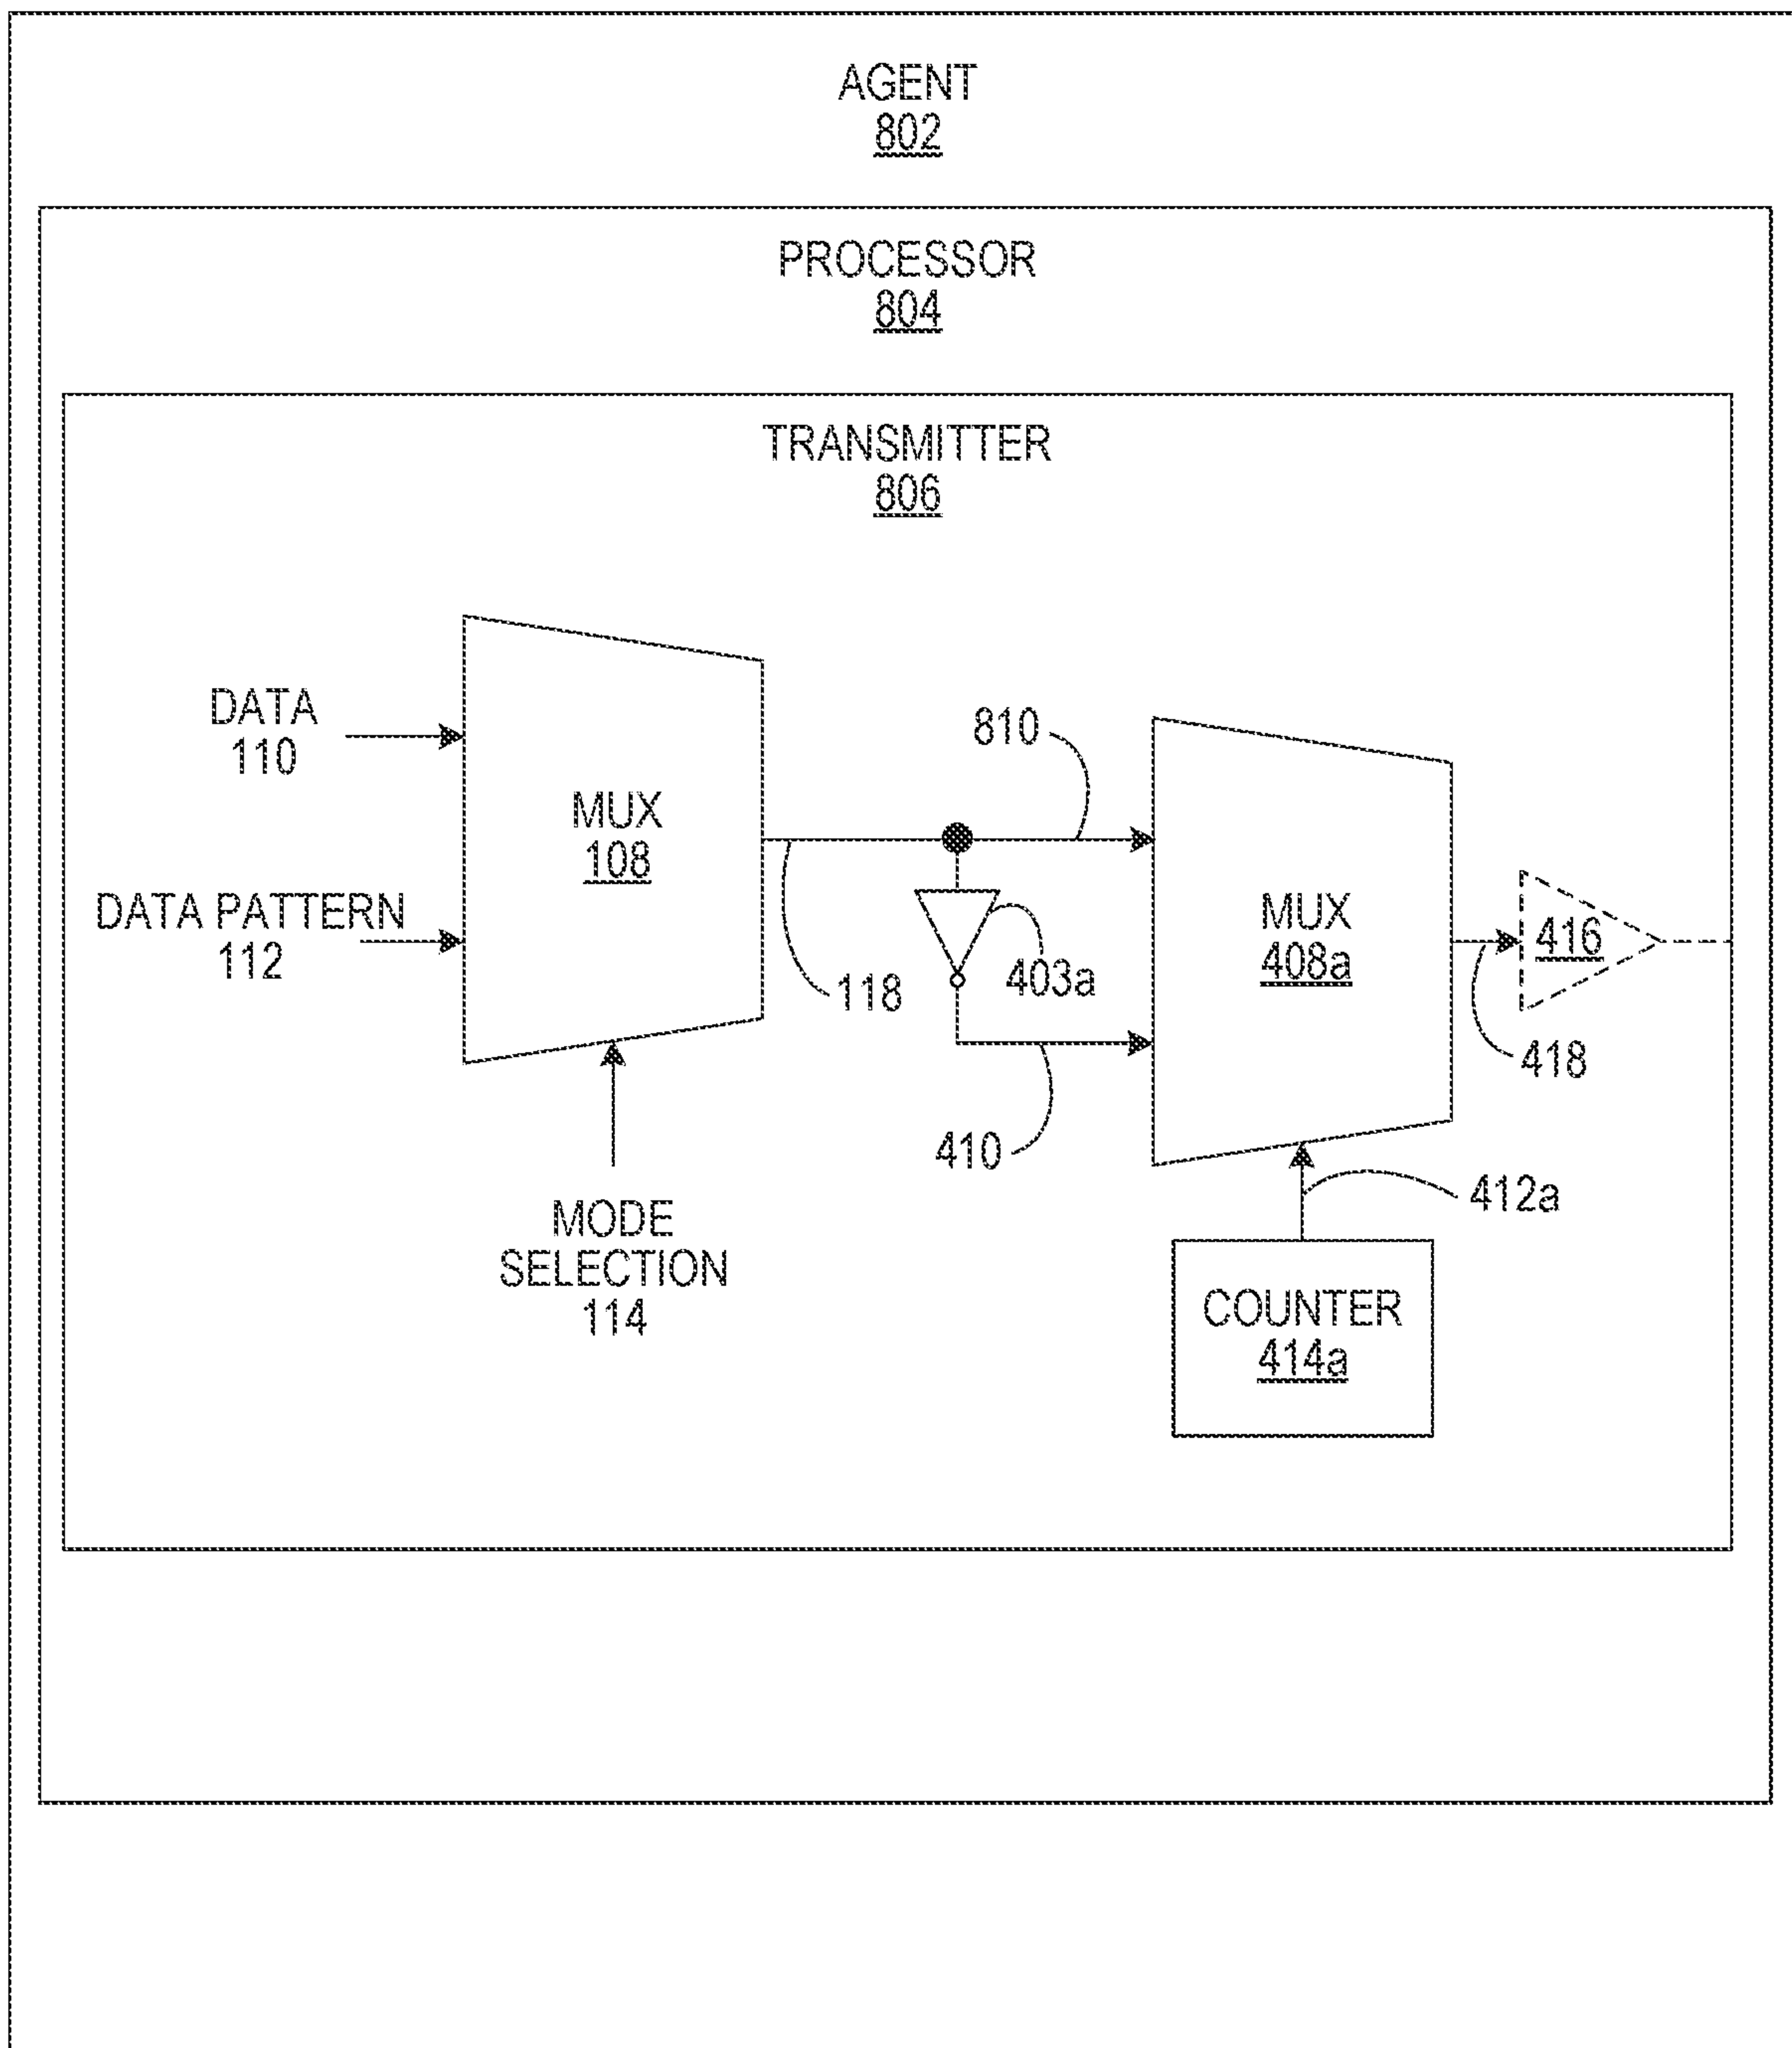 AGENT
802
PROCESSOR
804
TRANSMITTER
806
DATA
110
DATA PATTERN
112
MUX
108
MODE
SELECTION
114
118
810
403a
410
MUX
408a
416
418
412a
COUNTER
414a